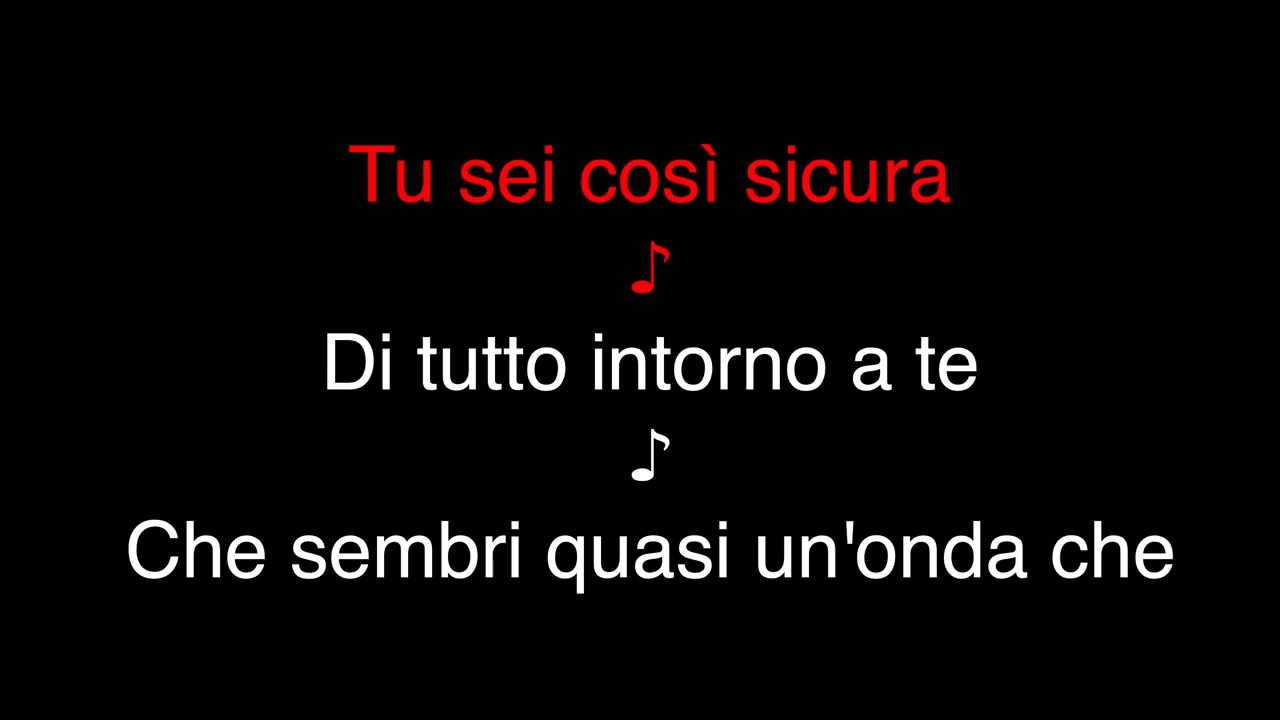 Tu sei così sicura
♪
Di tutto intorno a te
♪
Che sembri quasi un'onda che